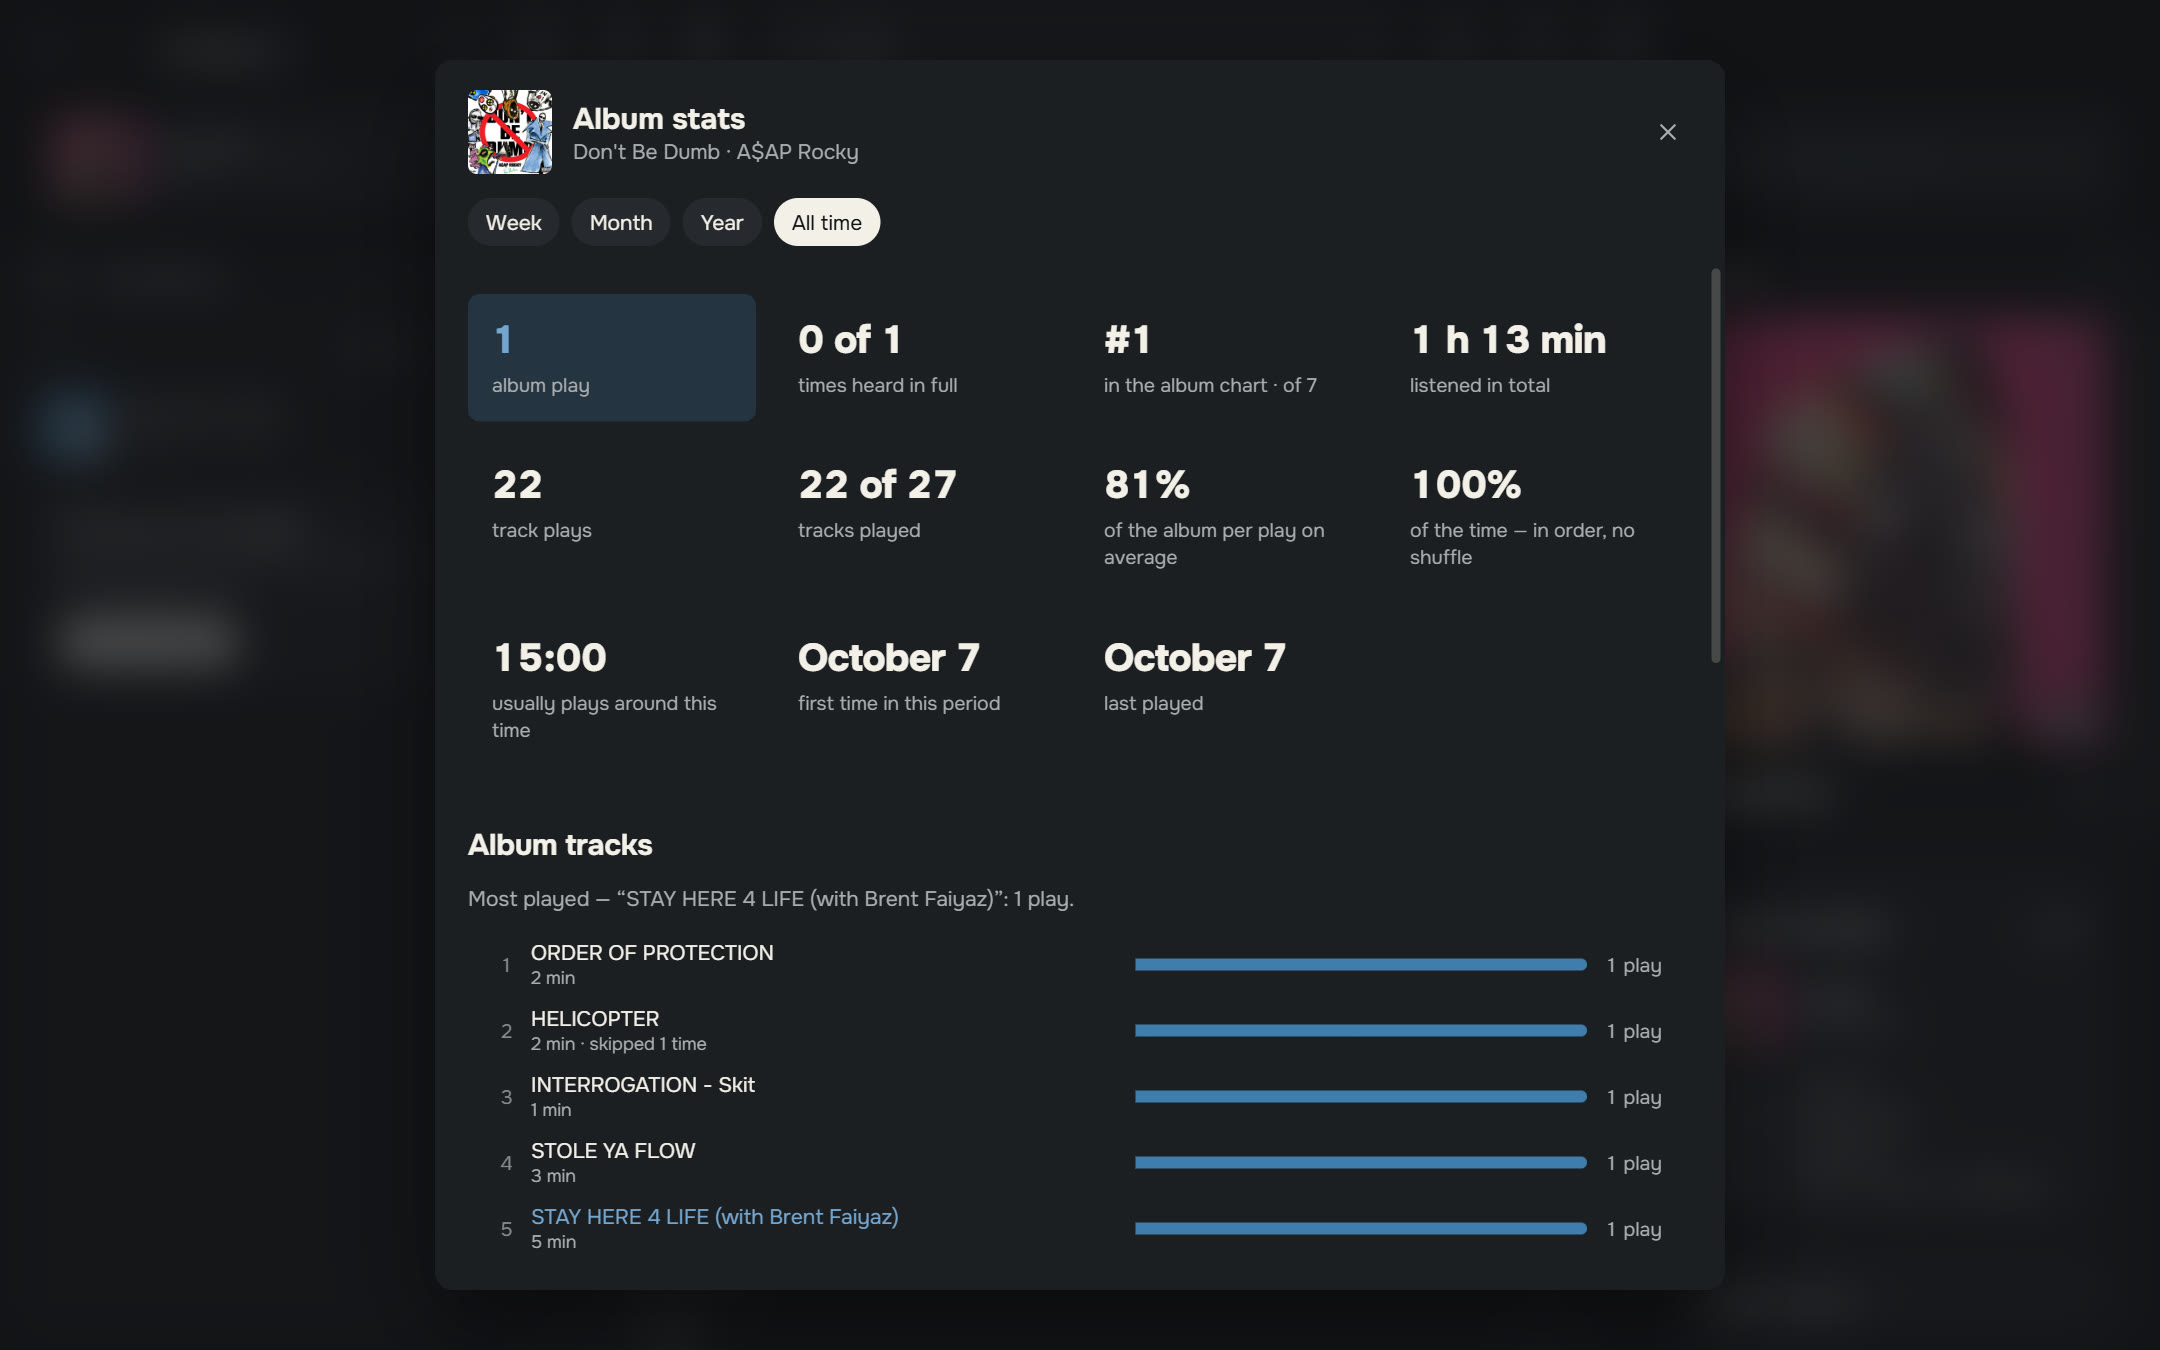 Album stats
Don't Be Dumb · A$AP Rocky
Week
Month
Year
All time
1
album play
0 of 1
times heard in full
#1
in the album chart · of 7
1 h 13 min
listened in total
22
track plays
22 of 27
tracks played
81%
of the album per play on
average
100%
of the time — in order, no
shuffle
15:00
usually plays around this
time
October 7
first time in this period
October 7
last played
Album tracks
Most played — “STAY HERE 4 LIFE (with Brent Faiyaz)”: 1 play.
1
ORDER OF PROTECTION
2 min
1 play
2
HELICOPTER
2 min · skipped 1 time
1 play
3
INTERROGATION - Skit
1 min
1 play
4
STOLE YA FLOW
3 min
1 play
5
STAY HERE 4 LIFE (with Brent Faiyaz)
5 min
1 play